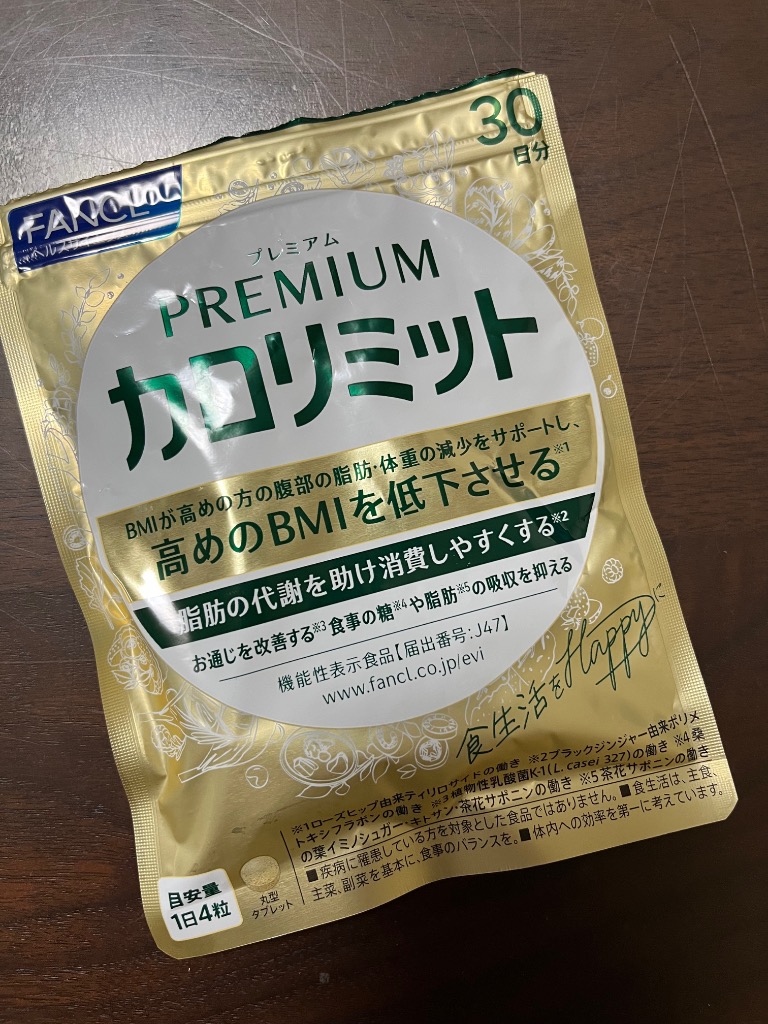 30
日分
FANCL
プレミアム
PREMIUM
カロリミット
BMIが高めの方の腹部の脂肪・体重の減少をサポートし、
高めのBMIを低下させる※1
脂肪の代謝を助け消費しやすくする※2
お通じを改善する※3 食事の糖※4や脂肪※5の吸収を抑える
機能性表示食品【届出番号:J47】
www.fancl.co.jp/evi
食生活をHappyに
※1ローズヒップ由来ティリロサイドの働き ※2ブラックジンジャー由来ポリメ
トキシフラボンの働き ※3植物性乳酸菌K-1(L. casei 327)の働き ※4桑
の葉イミノシュガー・キトサン・茶花サポニンの働き ※5茶花サポニンの働き
■疾病に罹患している方を対象とした食品ではありません。■食生活は、主食、
主菜、副菜を基本に、食事のバランスを。■体内への効率を第一に考えています。
目安量
1日4粒
丸型
タブレット